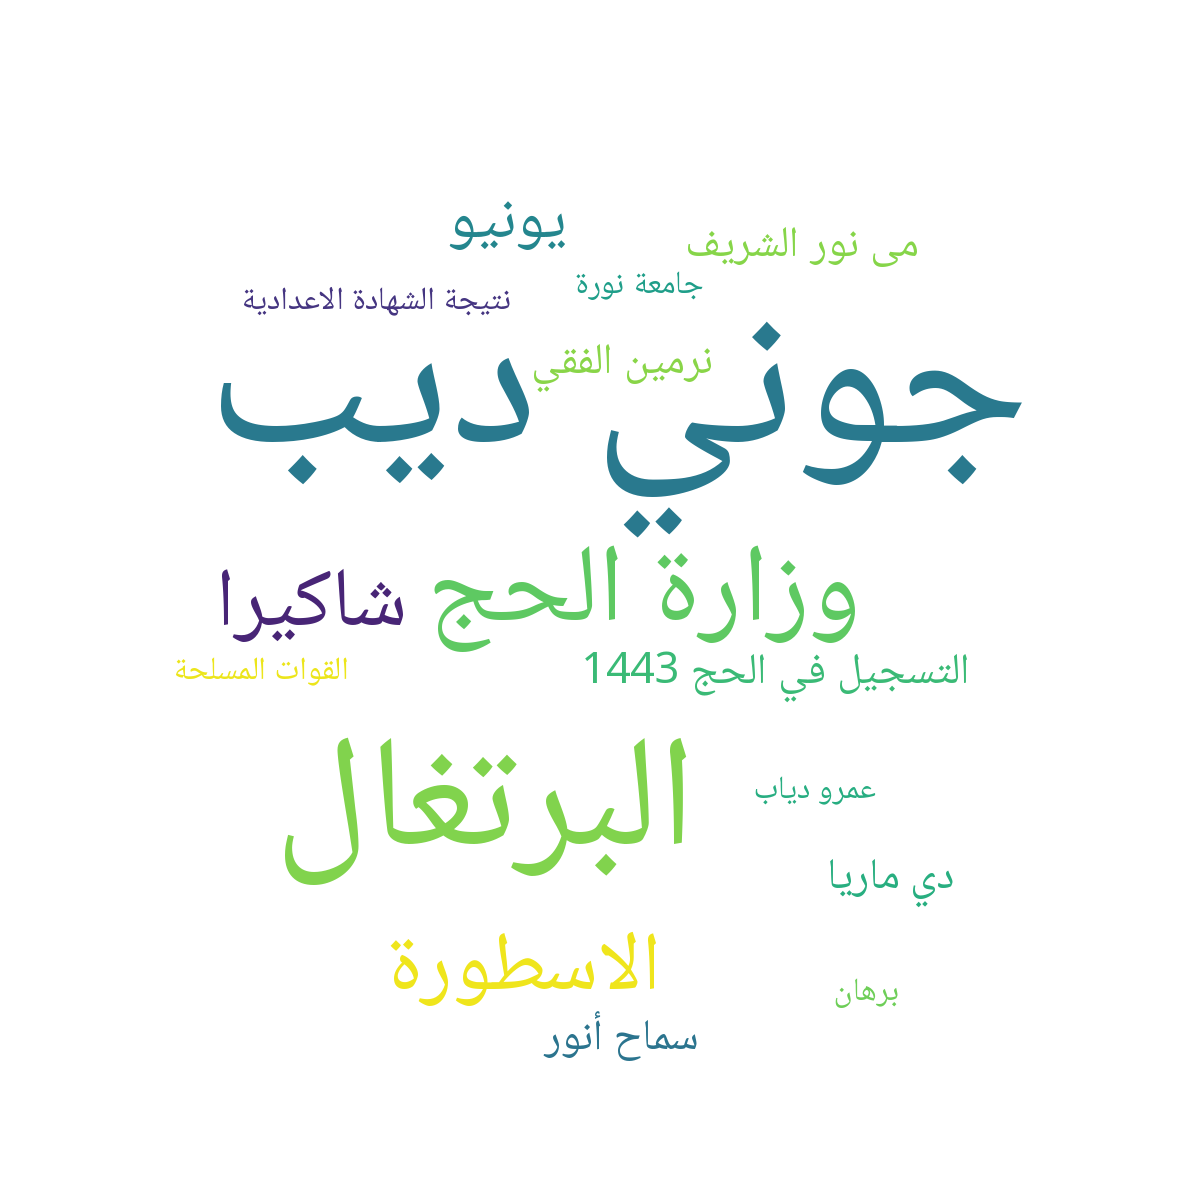 يونيو
مى نور الشريف
جامعة نورة
نتيجة الشهادة الاعدادية
نرمين الفقي
جوني ديب
وزارة الحج
شاكيرا
التسجيل في الحج 1443
القوات المسلحة
البرتغال
عمرو دياب
دي ماريا
الاسطورة
برهان
سماح أنور